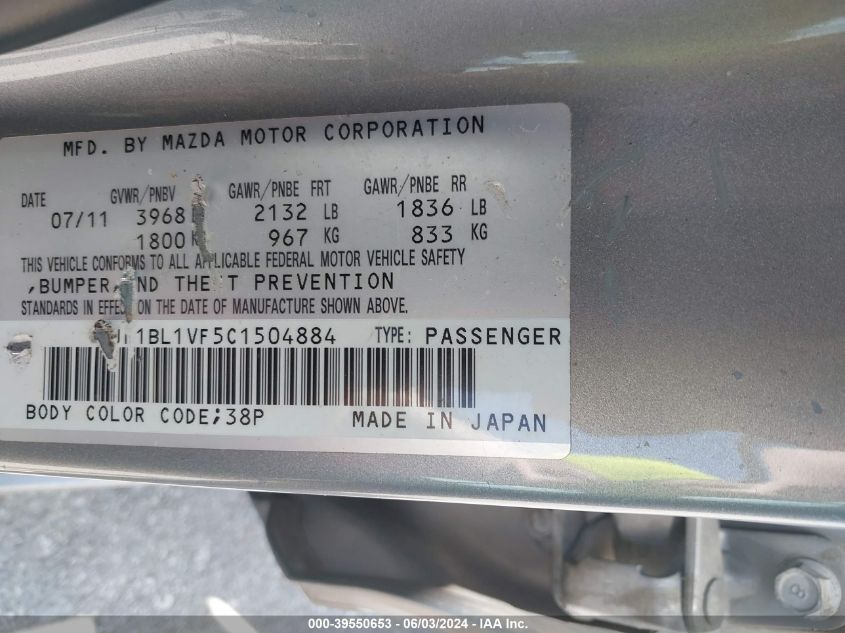 MFD. BY MAZDA MOTOR CORPORATION
DATE GVWR/PNBV GAWR/PNBE FRT GAWR/PNBE RR
07/11 3968 2132 LB 1836 LB
1800 967 KG 833 KG
THIS VEHICLE CONFORMS TO ALL APPLICABLE FEDERAL MOTOR VEHICLE SAFETY
,BUMPER,AND THEFT PREVENTION
STANDARDS IN EFFECT ON THE DATE OF MANUFACTURE SHOWN ABOVE.
1BL1VF5C1504884 TYPE: PASSENGER
BODY COLOR CODE;38P MADE IN JAPAN
8
000-39550653 - 06/03/2024 - IAA Inc.